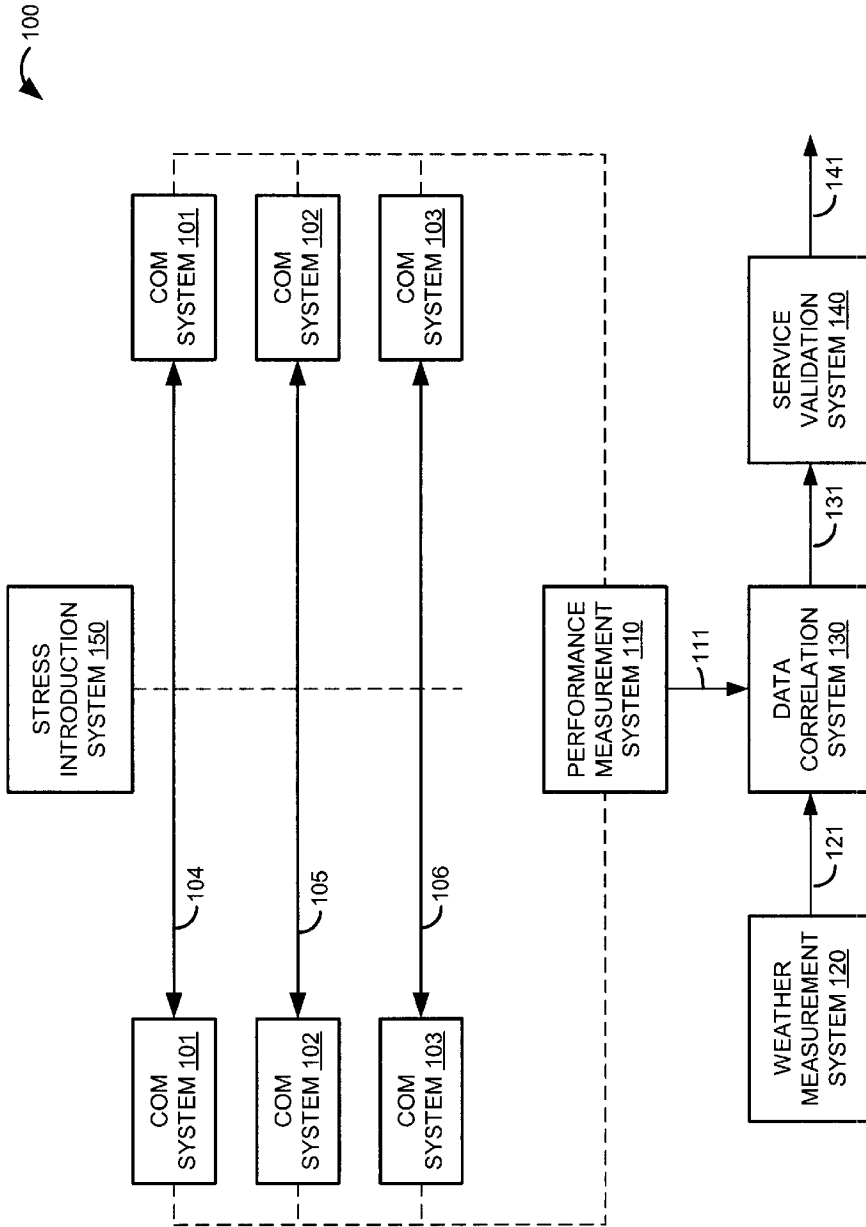 100
STRESS
INTRODUCTION
SYSTEM 150
COM
SYSTEM 101
104
COM
SYSTEM 101
COM
SYSTEM 102
105
COM
SYSTEM 102
COM
SYSTEM 103
106
COM
SYSTEM 103
PERFORMANCE
MEASUREMENT
SYSTEM 110
111
WEATHER
MEASUREMENT
SYSTEM 120
121
DATA
CORRELATION
SYSTEM 130
131
SERVICE
VALIDATION
SYSTEM 140
141